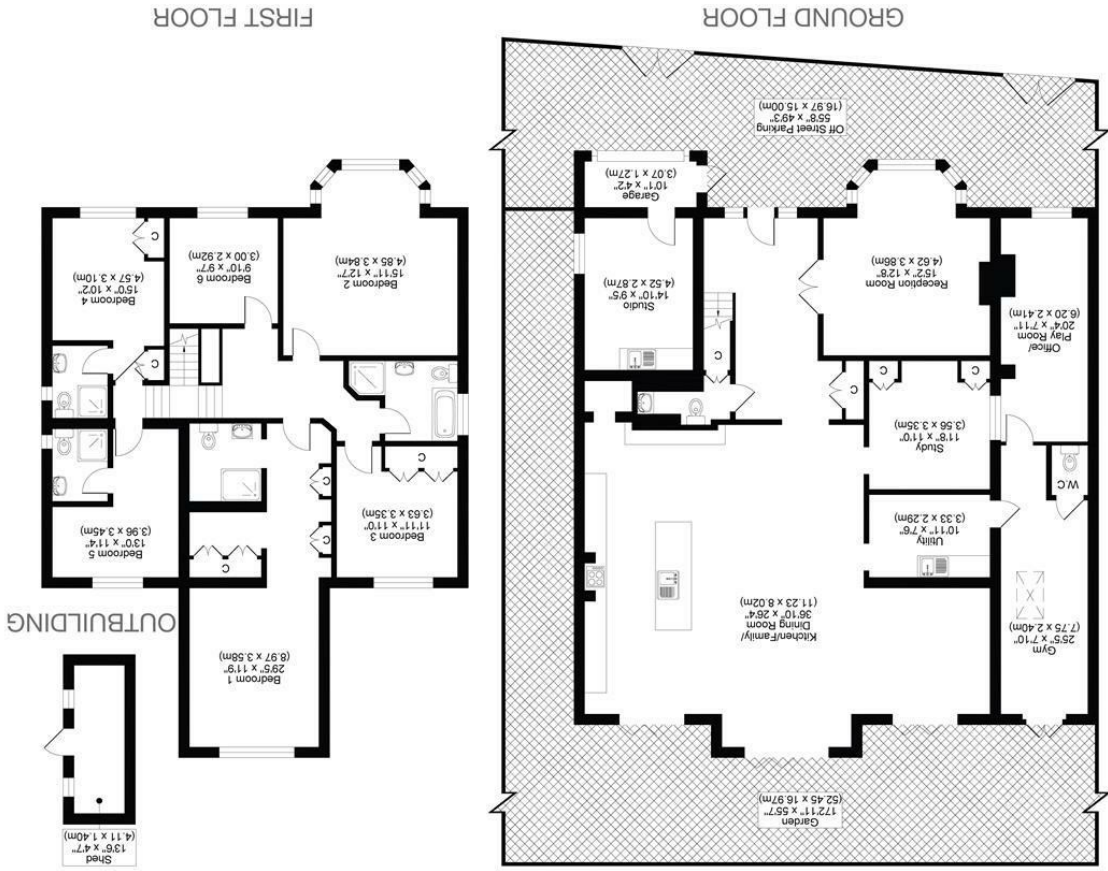 Garden
172'11" x 55'7"
(52.45 x 16.97m)
Gym
25'5" x 7'10"
(7.75 x 2.40m)
Kitchen/Family/
Dining Room
36'10" x 26'4"
(11.23 x 8.02m)
Utility
10'11" x 7'6"
(3.33 x 2.29m)
W.C
Study
11'8" x 11'0"
(3.56 x 3.35m)
C
C
C
C
Office/
Play Room
20'4" x 7'11"
(6.20 x 2.41m)
Reception Room
15'2" x 12'8"
(4.62 x 3.86m)
Studio
14'10" x 9'5"
(4.52 x 2.87m)
Garage
10'1" x 4'2"
(3.07 x 1.27m)
Off Street Parking
55'8" x 49'3"
(16.97 x 15.00m)
GROUND FLOOR
Shed
13'6" x 4'7"
(4.11 x 1.40m)
OUTBUILDING
Bedroom 1
29'5" x 11'9"
(8.97 x 3.58m)
Bedroom 3
11'11" x 11'0"
(3.63 x 3.35m)
Bedroom 5
13'0" x 11'4"
(3.96 x 3.45m)
C
C
C
C
C
C
Bedroom 2
15'11" x 12'7"
(4.85 x 3.84m)
Bedroom 6
9'10" x 9'7"
(3.00 x 2.92m)
Bedroom 4
15'0" x 10'2"
(4.57 x 3.10m)
FIRST FLOOR